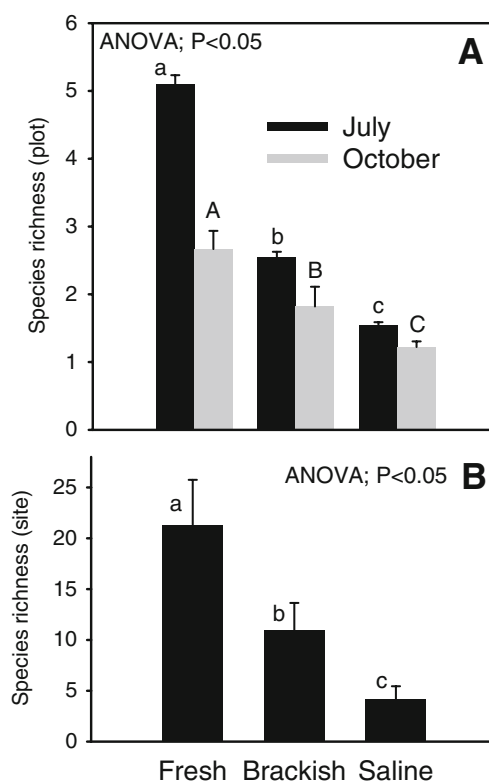 6
ANOVA; P<0.05
A
a
5
July
October
4
Species richness (plot)
3
A
b
B
2
c
C
1
0
ANOVA; P<0.05
B
25
a
20
Species richness (site)
15
b
10
c
5
0
Fresh Brackish Saline